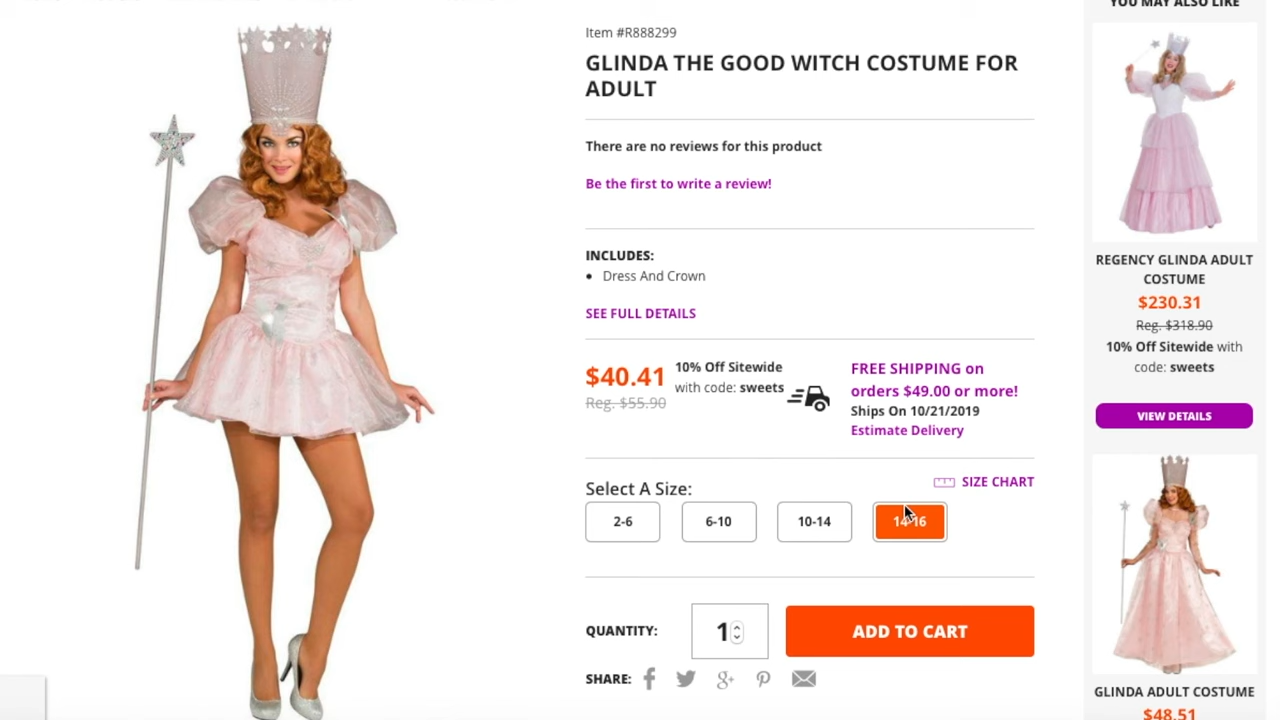 YOU MAY ALSO LIKE
Item #R888299
GLINDA THE GOOD WITCH COSTUME FOR
ADULT
There are no reviews for this product
Be the first to write a review!
INCLUDES:
Dress And Crown
SEE FULL DETAILS
$40.41
Reg. $55.90
10% Off Sitewide
with code: sweets
FREE SHIPPING on
orders $49.00 or more!
Ships On 10/21/2019
Estimate Delivery
Select A Size:
SIZE CHART
2-6
6-10
10-14
14-16
QUANTITY:
1
ADD TO CART
SHARE:
REGENCY GLINDA ADULT
COSTUME
$230.31
Reg. $318.90
10% Off Sitewide with
code: sweets
VIEW DETAILS
GLINDA ADULT COSTUME
$48.51